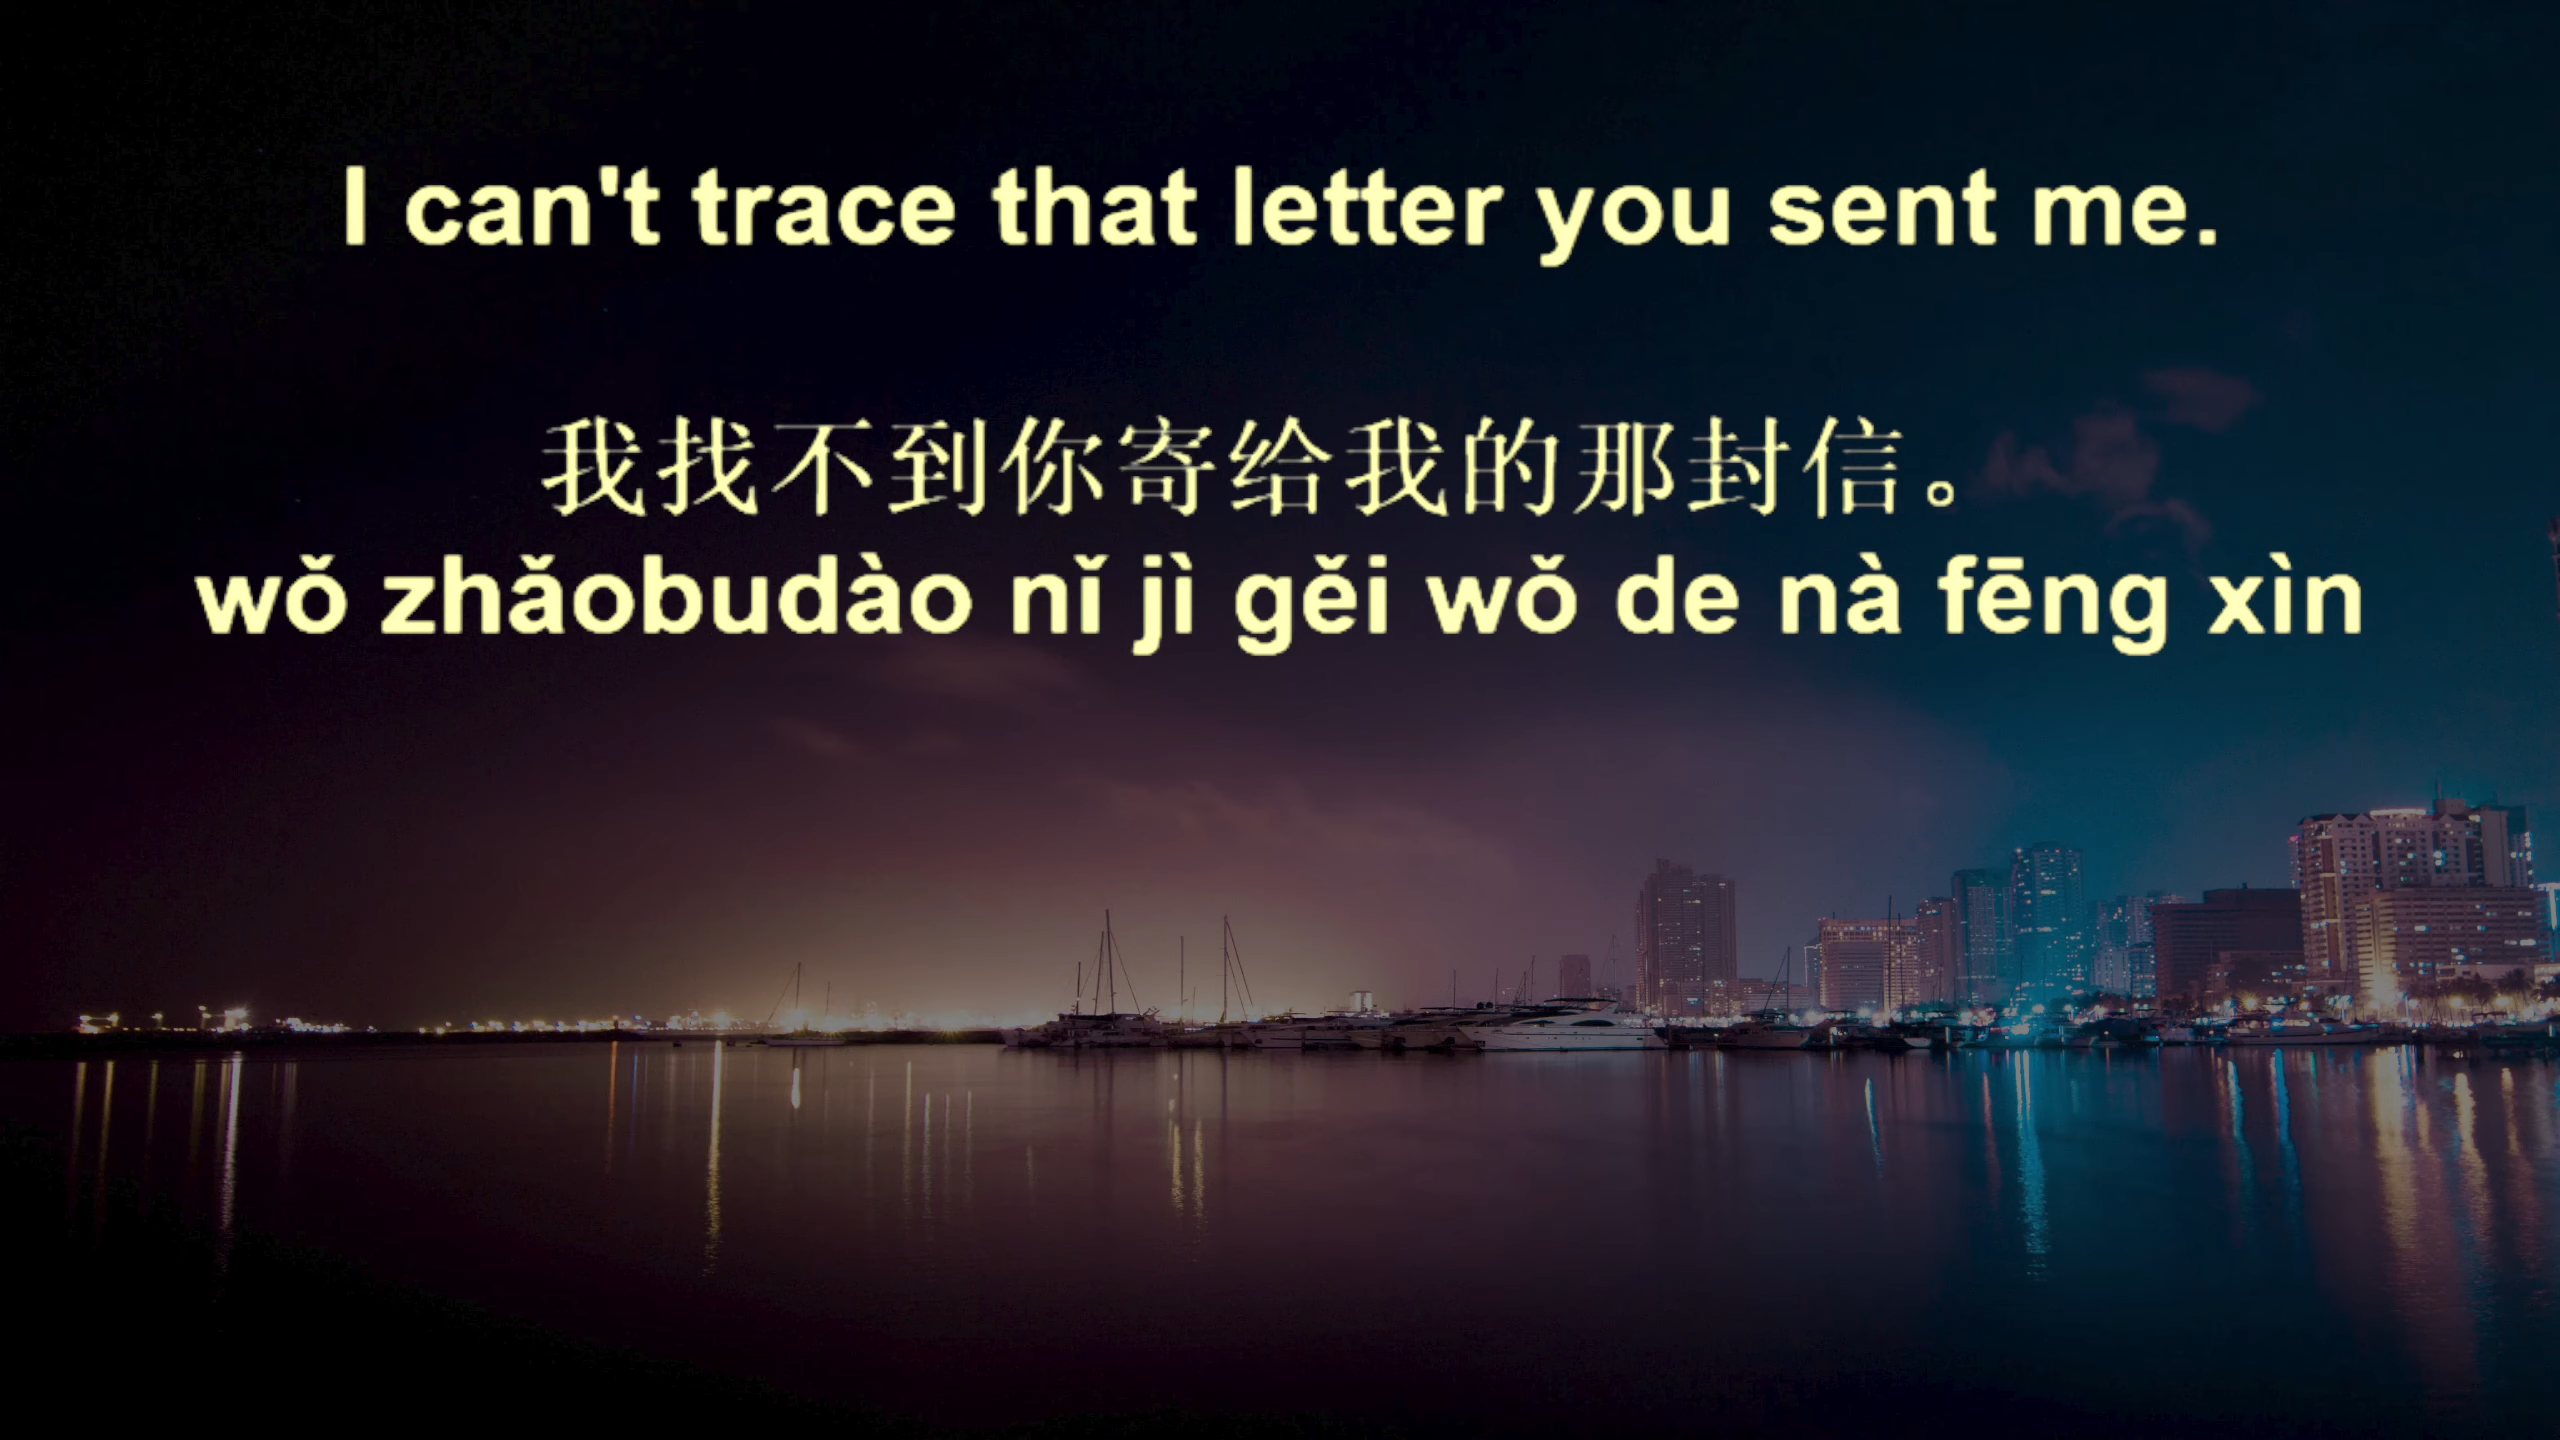 I can't trace that letter you sent me.
我找不到你寄给我的那封信。
wǒ zhǎobudào nǐ jì gěi wǒ de nà fēng xìn